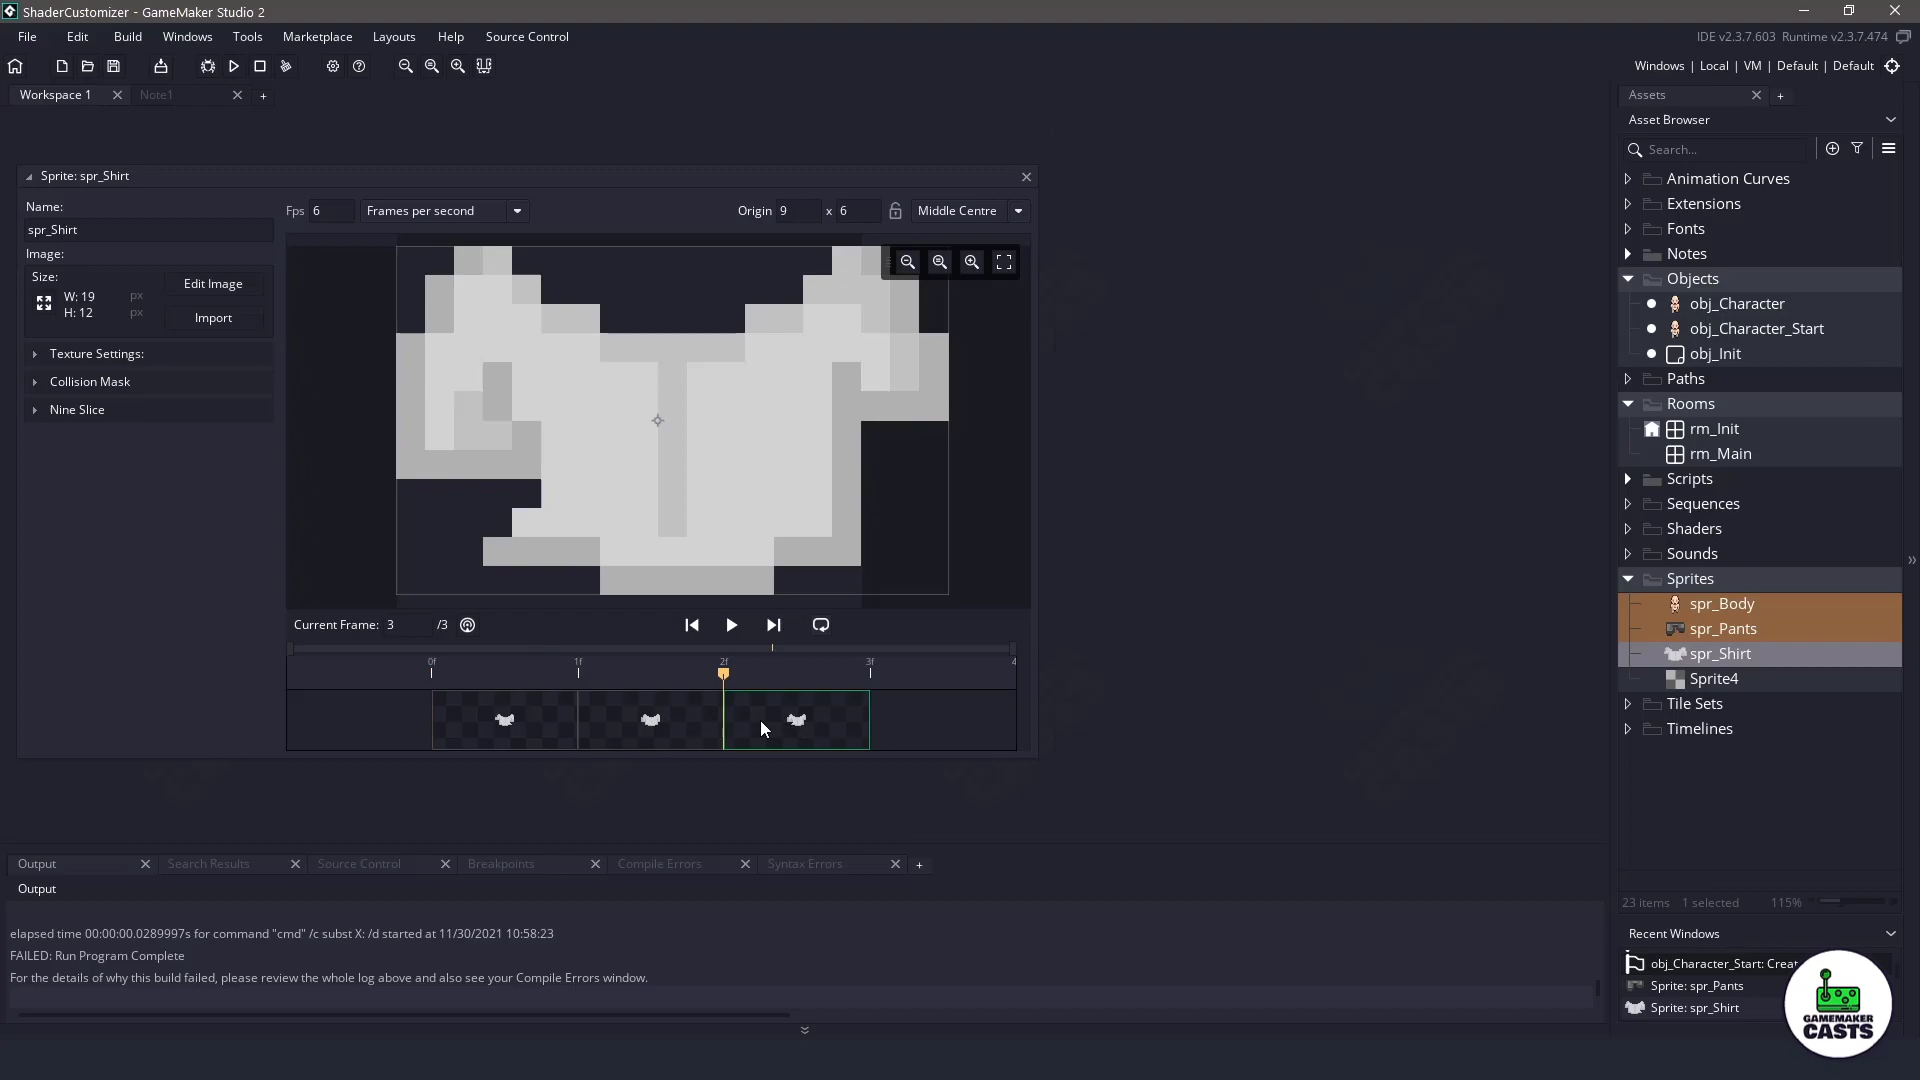 ShaderCustomizer - GameMaker Studio 2
File Edit Build Windows Tools Marketplace Layouts Help Source Control
IDE v2.3.7.603 Runtime v2.3.7.474
Windows | Local | VM | Default | Default
Workspace 1
Note1
Sprite: spr_Shirt
Name:
spr_Shirt
Image:
Size:
W: 19 px
H: 12 px
Edit Image
Import
Texture Settings:
Collision Mask
Nine Slice
Fps 6 Frames per second
Origin 9 x 6 Middle Centre
Current Frame: 3 /3
0f 1f 2f 3f 4
Output Search Results Source Control Breakpoints Compile Errors Syntax Errors
Output
elapsed time 00:00:00.0289997s for command "cmd" /c subst X: /d started at 11/30/2021 10:58:23
FAILED: Run Program Complete
For the details of why this build failed, please review the whole log above and also see your Compile Errors window.
Assets
Asset Browser
Search...
Animation Curves
Extensions
Fonts
Notes
Objects
obj_Character
obj_Character_Start
obj_Init
Paths
Rooms
rm_Init
rm_Main
Scripts
Sequences
Shaders
Sounds
Sprites
spr_Body
spr_Pants
spr_Shirt
Sprite4
Tile Sets
Timelines
23 items 1 selected 115%
Recent Windows
obj_Character_Start: Creat
Sprite: spr_Pants
Sprite: spr_Shirt
GAMEMAKER
CASTS